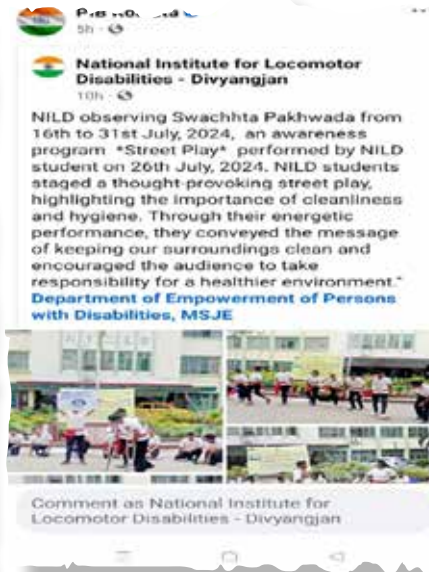 5h
National Institute for Locomotor
Disabilities - Divyangjan
10h
NILD observing Swachhta Pakhwada from
16th to 31st July, 2024, an awareness
program *Street Play* performed by NILD
student on 26th July, 2024. NILD students
staged a thought-provoking street play,
highlighting the importance of cleanliness
and hygiene. Through their energetic
performance, they conveyed the message
of keeping our surroundings clean and
encouraged the audience to take
responsibility for a healthier environment."
Department of Empowerment of Persons
with Disabilities, MSJE
Comment as National Institute for
Locomotor Disabilities - Divyangjan